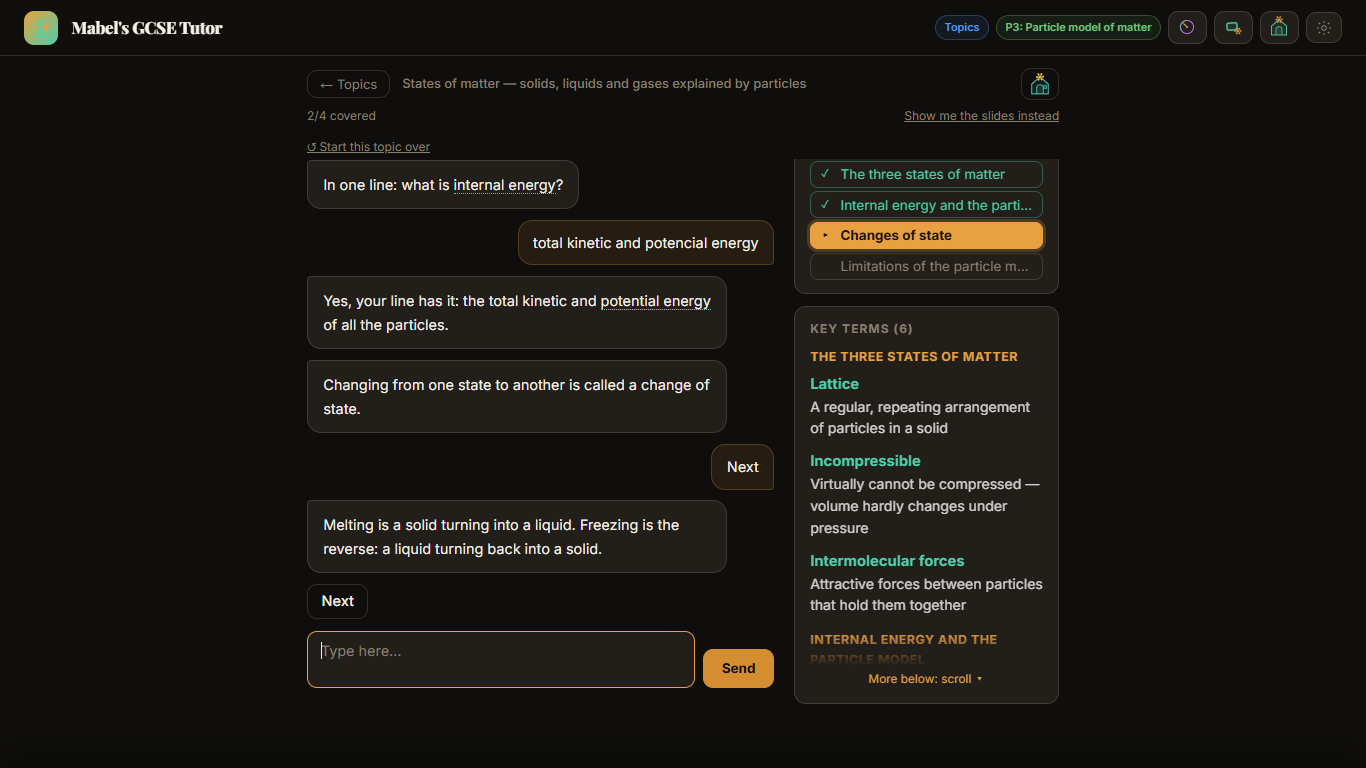 Mabel's GCSE Tutor
Topics
P3: Particle model of matter
← Topics
States of matter — solids, liquids and gases explained by particles
2/4 covered
Show me the slides instead
↺ Start this topic over
In one line: what is internal energy?
total kinetic and potencial energy
Yes, your line has it: the total kinetic and potential energy
of all the particles.
Changing from one state to another is called a change of
state.
Next
Melting is a solid turning into a liquid. Freezing is the
reverse: a liquid turning back into a solid.
Next
Type here...
Send
✓ The three states of matter
✓ Internal energy and the parti...
▸ Changes of state
Limitations of the particle m...
KEY TERMS (6)
THE THREE STATES OF MATTER
Lattice
A regular, repeating arrangement
of particles in a solid
Incompressible
Virtually cannot be compressed —
volume hardly changes under
pressure
Intermolecular forces
Attractive forces between particles
that hold them together
INTERNAL ENERGY AND THE
PARTICLE MODEL
More below: scroll ▾